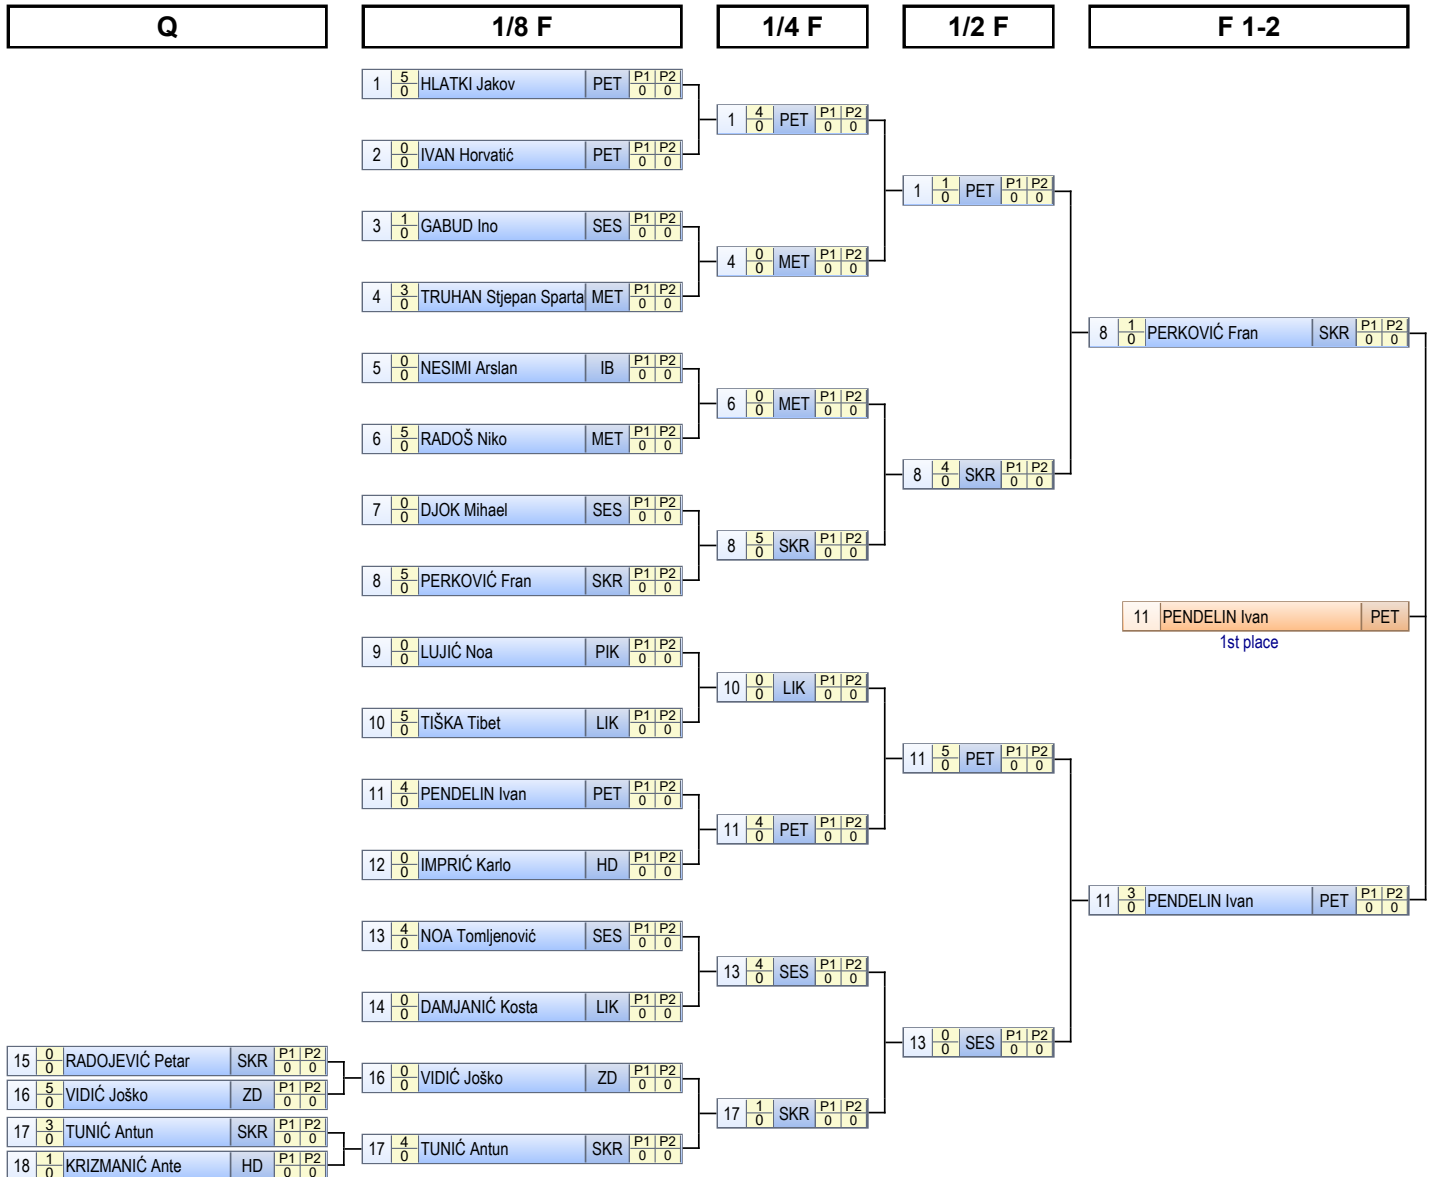 Q 1/8 F 1/4 F 1/2 F F 1-2
1 5 0 HLATKI Jakov PET P1 P2 0 0
1 4 0 PET P1 P2 0 0
2 0 0 IVAN Horvatić PET P1 P2 0 0
1 1 0 PET P1 P2 0 0
3 1 0 GABUD Ino SES P1 P2 0 0
4 0 0 MET P1 P2 0 0
4 3 0 TRUHAN Stjepan Sparta MET P1 P2 0 0
8 1 0 PERKOVIĆ Fran SKR P1 P2 0 0
5 0 0 NESIMI Arslan IB P1 P2 0 0
6 0 0 MET P1 P2 0 0
6 5 0 RADOŠ Niko MET P1 P2 0 0
8 4 0 SKR P1 P2 0 0
7 0 0 DJOK Mihael SES P1 P2 0 0
8 5 0 SKR P1 P2 0 0
8 5 0 PERKOVIĆ Fran SKR P1 P2 0 0
11 PENDELIN Ivan PET
1st place
9 0 0 LUJIĆ Noa PIK P1 P2 0 0
10 0 0 LIK P1 P2 0 0
10 5 0 TIŠKA Tibet LIK P1 P2 0 0
11 5 0 PET P1 P2 0 0
11 4 0 PENDELIN Ivan PET P1 P2 0 0
11 4 0 PET P1 P2 0 0
12 0 0 IMPRIĆ Karlo HD P1 P2 0 0
11 3 0 PENDELIN Ivan PET P1 P2 0 0
13 4 0 NOA Tomljenović SES P1 P2 0 0
13 4 0 SES P1 P2 0 0
14 0 0 DAMJANIĆ Kosta LIK P1 P2 0 0
13 0 0 SES P1 P2 0 0
15 0 0 RADOJEVIĆ Petar SKR P1 P2 0 0
16 0 0 VIDIĆ Joško ZD P1 P2 0 0
16 5 0 VIDIĆ Joško ZD P1 P2 0 0
17 1 0 SKR P1 P2 0 0
17 3 0 TUNIĆ Antun SKR P1 P2 0 0
17 4 0 TUNIĆ Antun SKR P1 P2 0 0
18 1 0 KRIZMANIĆ Ante HD P1 P2 0 0